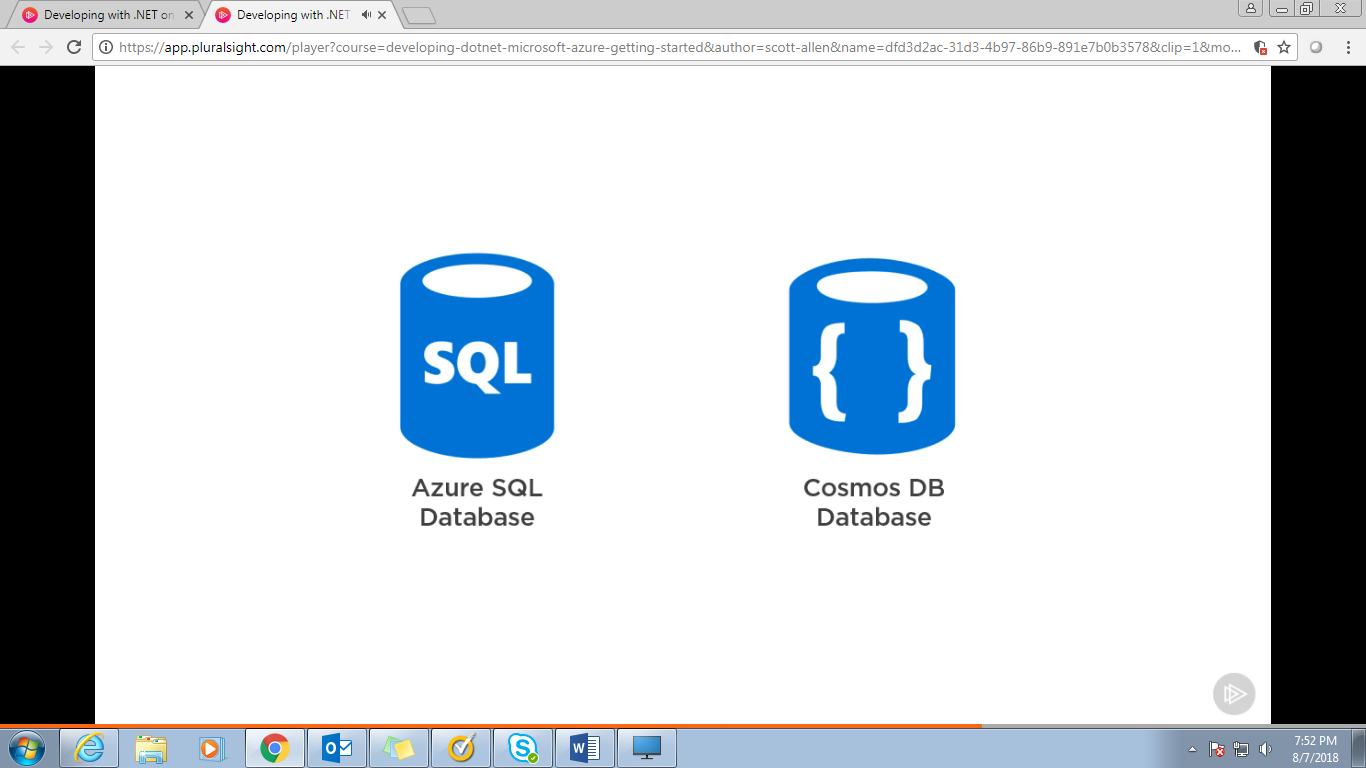 Developing with .NET on
Developing with .NET
https://app.pluralsight.com/player?course=developing-dotnet-microsoft-azure-getting-started&author=scott-allen&name=dfd3d2ac-31d3-4b97-86b9-891e7b0b3578&clip=1&mo...
SQL
{ }
Azure SQL
Database
Cosmos DB
Database
7:52 PM
8/7/2018